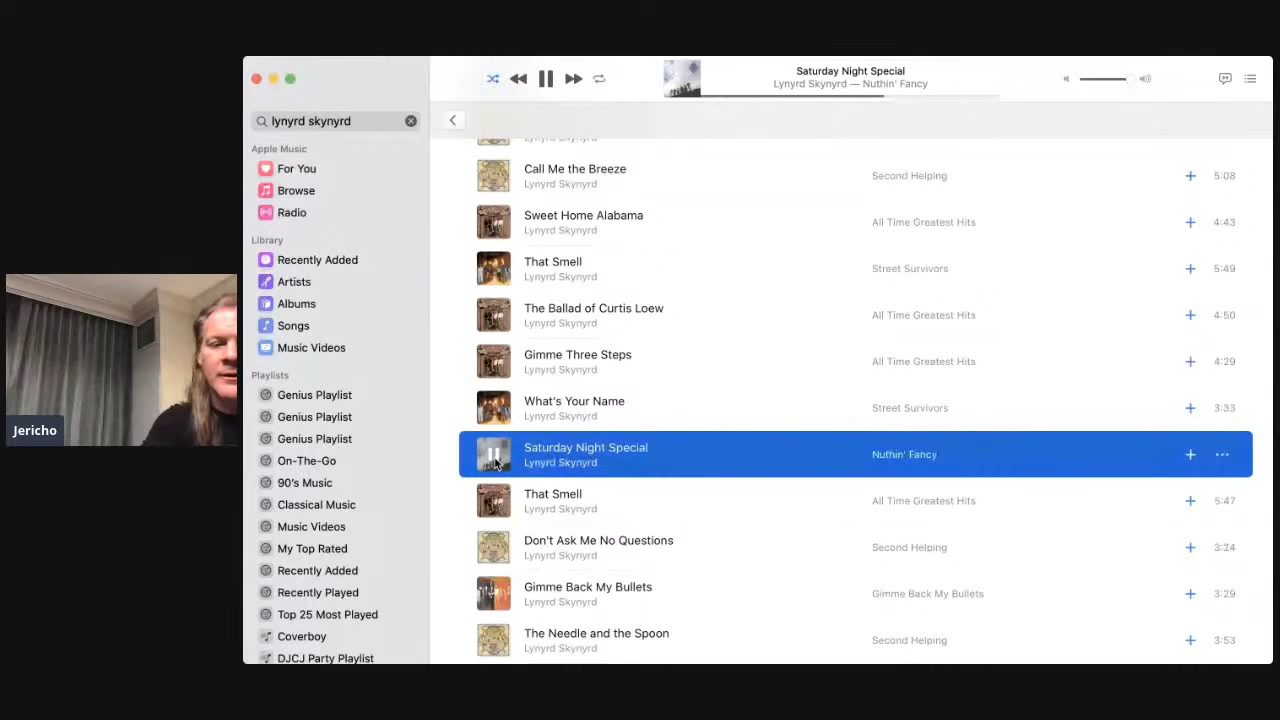 Saturday Night Special
Lynyrd Skynyrd — Nuthin' Fancy
lynyrd skynyrd
Apple Music
For You
Browse
Radio
Library
Recently Added
Artists
Albums
Songs
Music Videos
Playlists
Genius Playlist
Genius Playlist
Genius Playlist
On-The-Go
90's Music
Classical Music
Music Videos
My Top Rated
Recently Added
Recently Played
Top 25 Most Played
Coverboy
DJCJ Party Playlist
Lynyrd Skynyrd
Call Me the Breeze
Lynyrd Skynyrd
Second Helping
5:08
Sweet Home Alabama
Lynyrd Skynyrd
All Time Greatest Hits
4:43
That Smell
Lynyrd Skynyrd
Street Survivors
5:49
The Ballad of Curtis Loew
Lynyrd Skynyrd
All Time Greatest Hits
4:50
Gimme Three Steps
Lynyrd Skynyrd
All Time Greatest Hits
4:29
What's Your Name
Lynyrd Skynyrd
Street Survivors
3:33
Saturday Night Special
Lynyrd Skynyrd
Nuthin' Fancy
That Smell
Lynyrd Skynyrd
All Time Greatest Hits
5:47
Don't Ask Me No Questions
Lynyrd Skynyrd
Second Helping
3:24
Gimme Back My Bullets
Lynyrd Skynyrd
Gimme Back My Bullets
3:29
The Needle and the Spoon
Lynyrd Skynyrd
Second Helping
3:53
Jericho